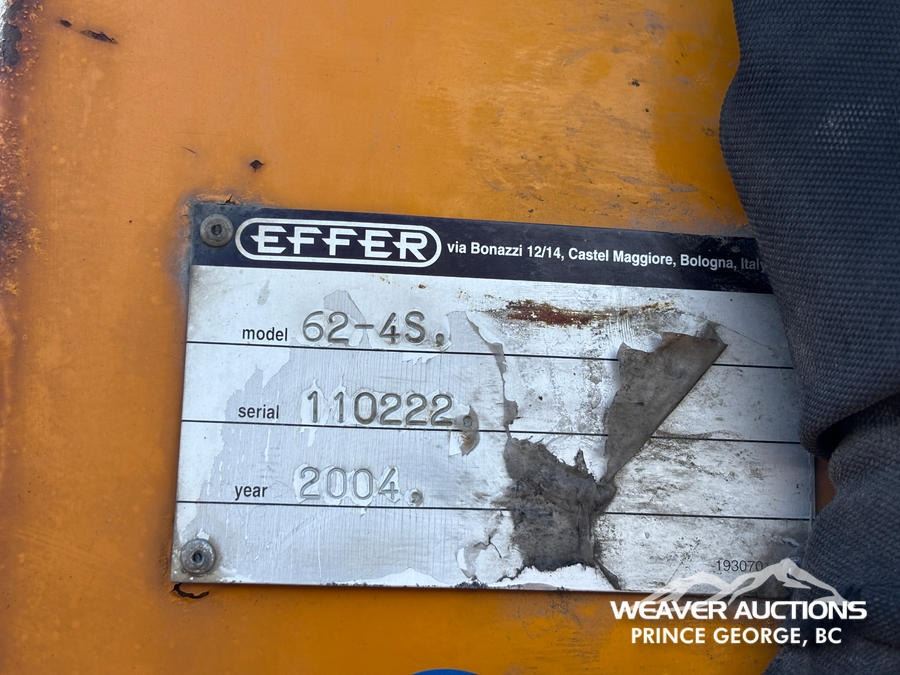 EFFER via Bonazzi 12/14, Castel Maggiore, Bologna, Italy
model 62-4S.
serial 110222.
year 2004.
WEAVER AUCTIONS
PRINCE GEORGE, BC